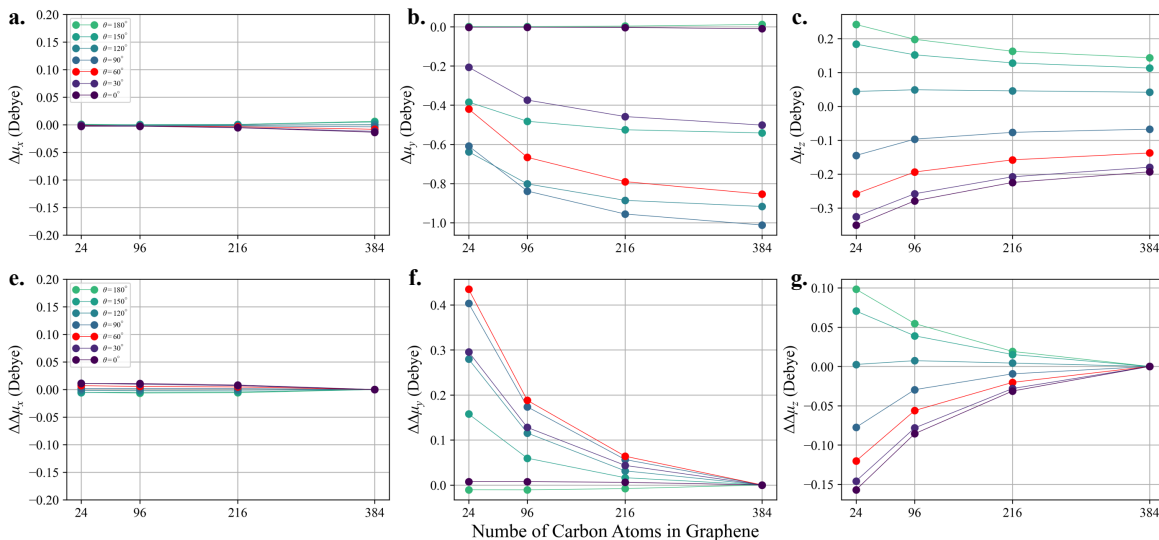 a.
0.20
0.15
0.10
0.05
0.00
−0.05
−0.10
−0.15
−0.20
Δμx (Debye)
θ = 180°
θ = 150°
θ = 120°
θ = 90°
θ = 60°
θ = 30°
θ = 0°
24 96 216 384
b.
0.0
−0.2
−0.4
−0.6
−0.8
−1.0
Δμy (Debye)
24 96 216 384
c.
0.2
0.1
0.0
−0.1
−0.2
−0.3
Δμz (Debye)
24 96 216 384
e.
0.20
0.15
0.10
0.05
0.00
−0.05
−0.10
−0.15
−0.20
ΔΔμx (Debye)
θ = 180°
θ = 150°
θ = 120°
θ = 90°
θ = 60°
θ = 30°
θ = 0°
24 96 216 384
f.
0.4
0.3
0.2
0.1
0.0
ΔΔμy (Debye)
24 96 216 384
g.
0.10
0.05
0.00
−0.05
−0.10
−0.15
ΔΔμz (Debye)
24 96 216 384
Numbe of Carbon Atoms in Graphene